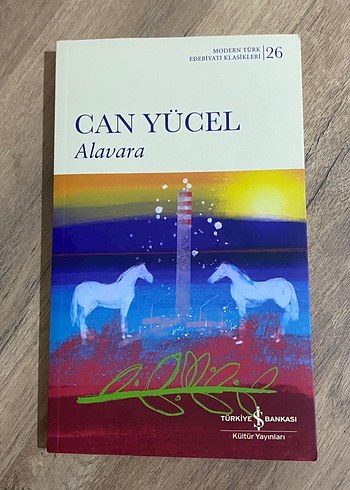 MODERN TÜRK
EDEBİYATI KLASİKLERİ 26
CAN YÜCEL
Alavara
TÜRKİYE İŞ BANKASI
Kültür Yayınları